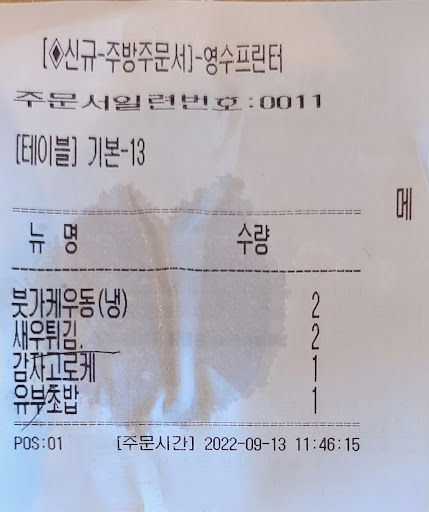 [◈신규-주방주문서]-영수프린터
주문서일련번호:0011
[테이블] 기본-13
메
뉴 명 수량
붓가케우동(냉) 2
새우튀김. 2
감자고로케 1
유부초밥 1
POS:01 [주문시간] 2022-09-13 11:46:15